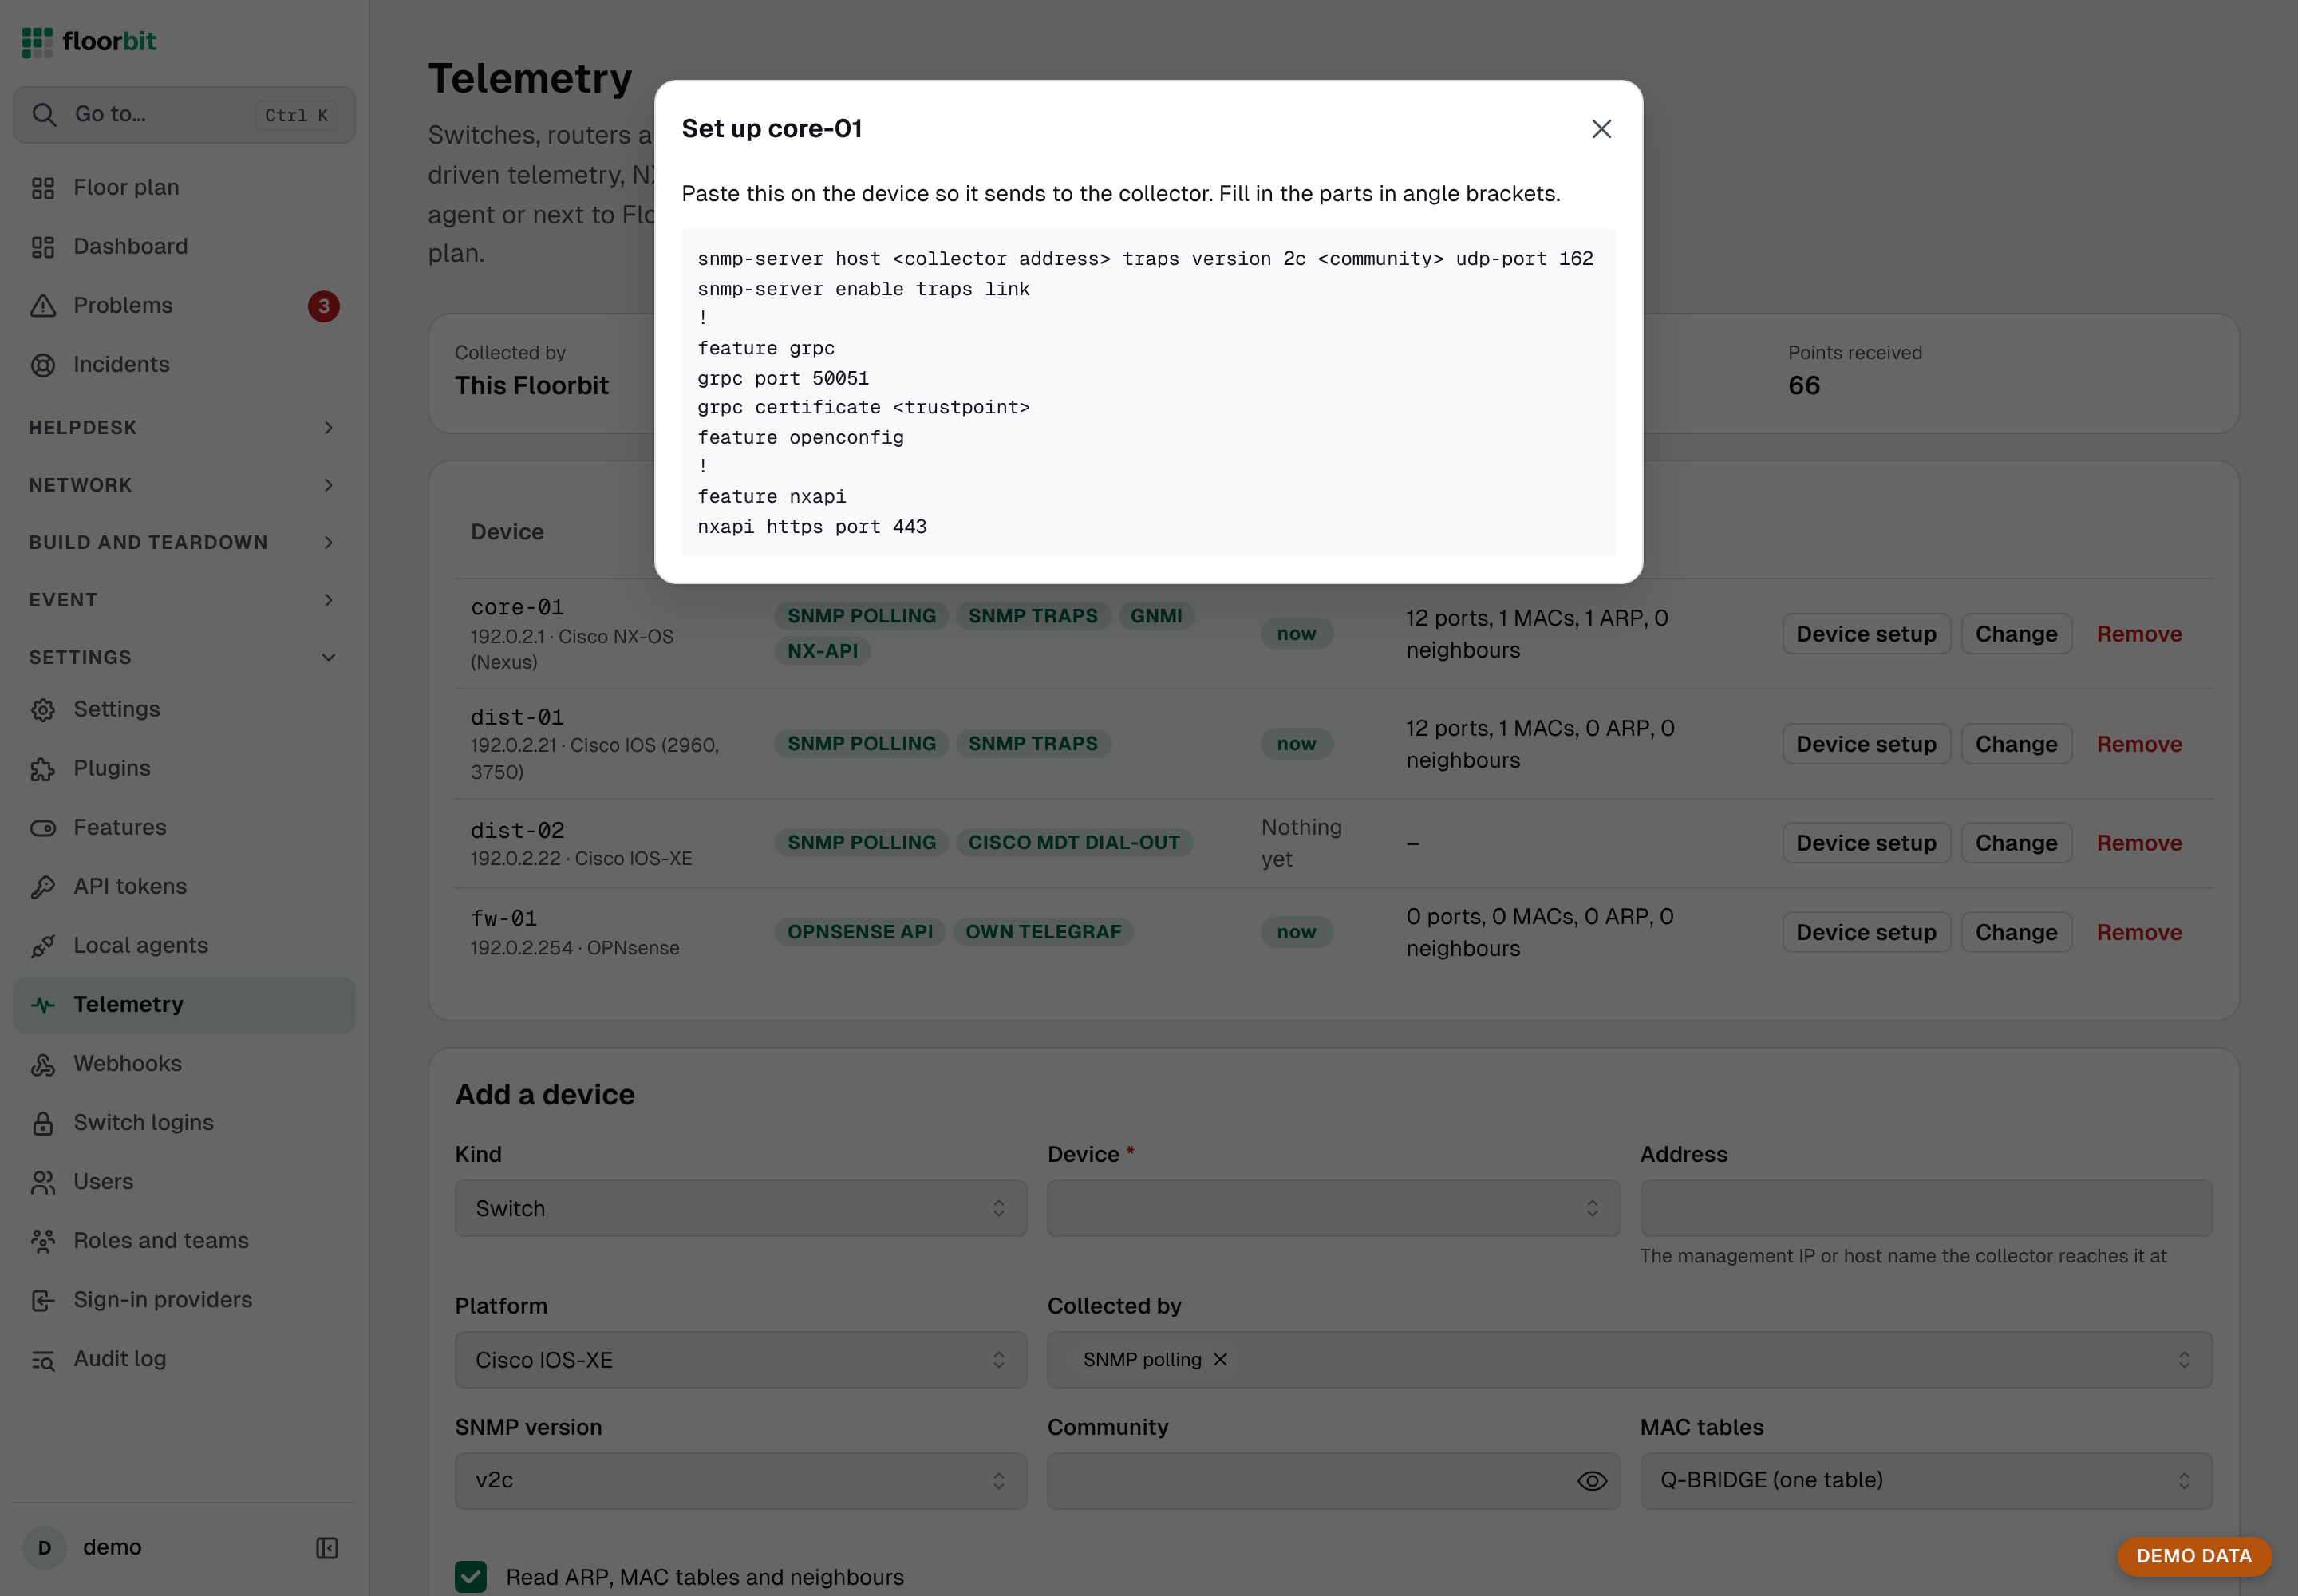 floorbit
Go to...
Ctrl K
Floor plan
Dashboard
Problems
3
Incidents
HELPDESK
NETWORK
BUILD AND TEARDOWN
EVENT
SETTINGS
Settings
Plugins
Features
API tokens
Local agents
Telemetry
Webhooks
Switch logins
Users
Roles and teams
Sign-in providers
Audit log
D
demo
Telemetry
Switches, routers a
driven telemetry, N
agent or next to Flo
plan.
Set up core-01
Paste this on the device so it sends to the collector. Fill in the parts in angle brackets.
snmp-server host <collector address> traps version 2c <community> udp-port 162
snmp-server enable traps link
!
feature grpc
grpc port 50051
grpc certificate <trustpoint>
feature openconfig
!
feature nxapi
nxapi https port 443
Collected by
This Floorbit
Points received
66
Device
core-01
192.0.2.1 · Cisco NX-OS
(Nexus)
SNMP POLLING SNMP TRAPS GNMI
NX-API
now
12 ports, 1 MACs, 1 ARP, 0
neighbours
Device setup Change Remove
dist-01
192.0.2.21 · Cisco IOS (2960,
3750)
SNMP POLLING SNMP TRAPS
now
12 ports, 1 MACs, 0 ARP, 0
neighbours
Device setup Change Remove
dist-02
192.0.2.22 · Cisco IOS-XE
SNMP POLLING CISCO MDT DIAL-OUT
Nothing
yet
–
Device setup Change Remove
fw-01
192.0.2.254 · OPNsense
OPNSENSE API OWN TELEGRAF
now
0 ports, 0 MACs, 0 ARP, 0
neighbours
Device setup Change Remove
Add a device
Kind
Switch
Device *
Address
The management IP or host name the collector reaches it at
Platform
Cisco IOS-XE
Collected by
SNMP polling
SNMP version
v2c
Community
MAC tables
Q-BRIDGE (one table)
Read ARP, MAC tables and neighbours
DEMO DATA